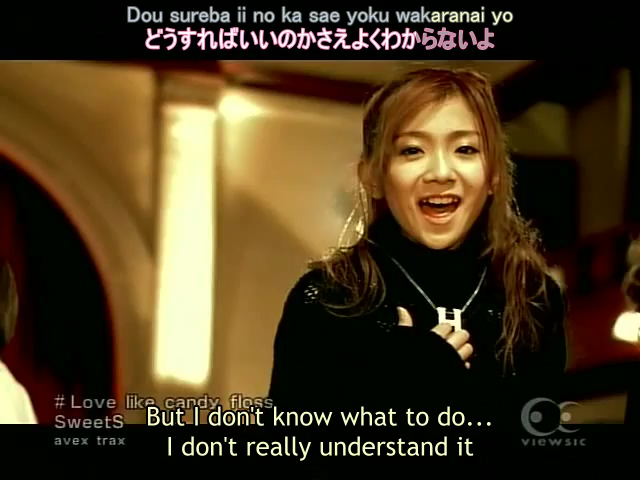 Dou sureba ii no ka sae yoku wakaranai yo
どうすればいいのかさえよくわからないよ
H
# Love like candy floss
SweetS
avex trax
But I don't know what to do...
I don't really understand it
VIEWSIC